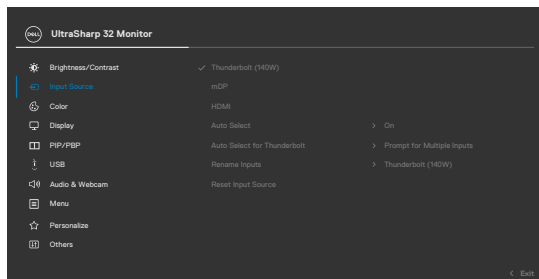 DELL UltraSharp 32 Monitor
Brightness/Contrast ✓ Thunderbolt (140W)
Input Source mDP
Color HDMI
Display Auto Select > On
PIP/PBP Auto Select for Thunderbolt > Prompt for Multiple Inputs
USB Rename Inputs > Thunderbolt (140W)
Audio & Webcam Reset Input Source
Menu
Personalize
Others
< Exit